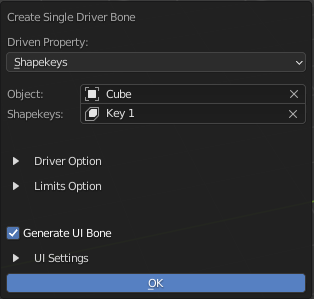 Create Single Driver Bone
Driven Property:
Shapekeys
Object: Cube
Shapekeys: Key 1
Driver Option
Limits Option
Generate UI Bone
UI Settings
OK